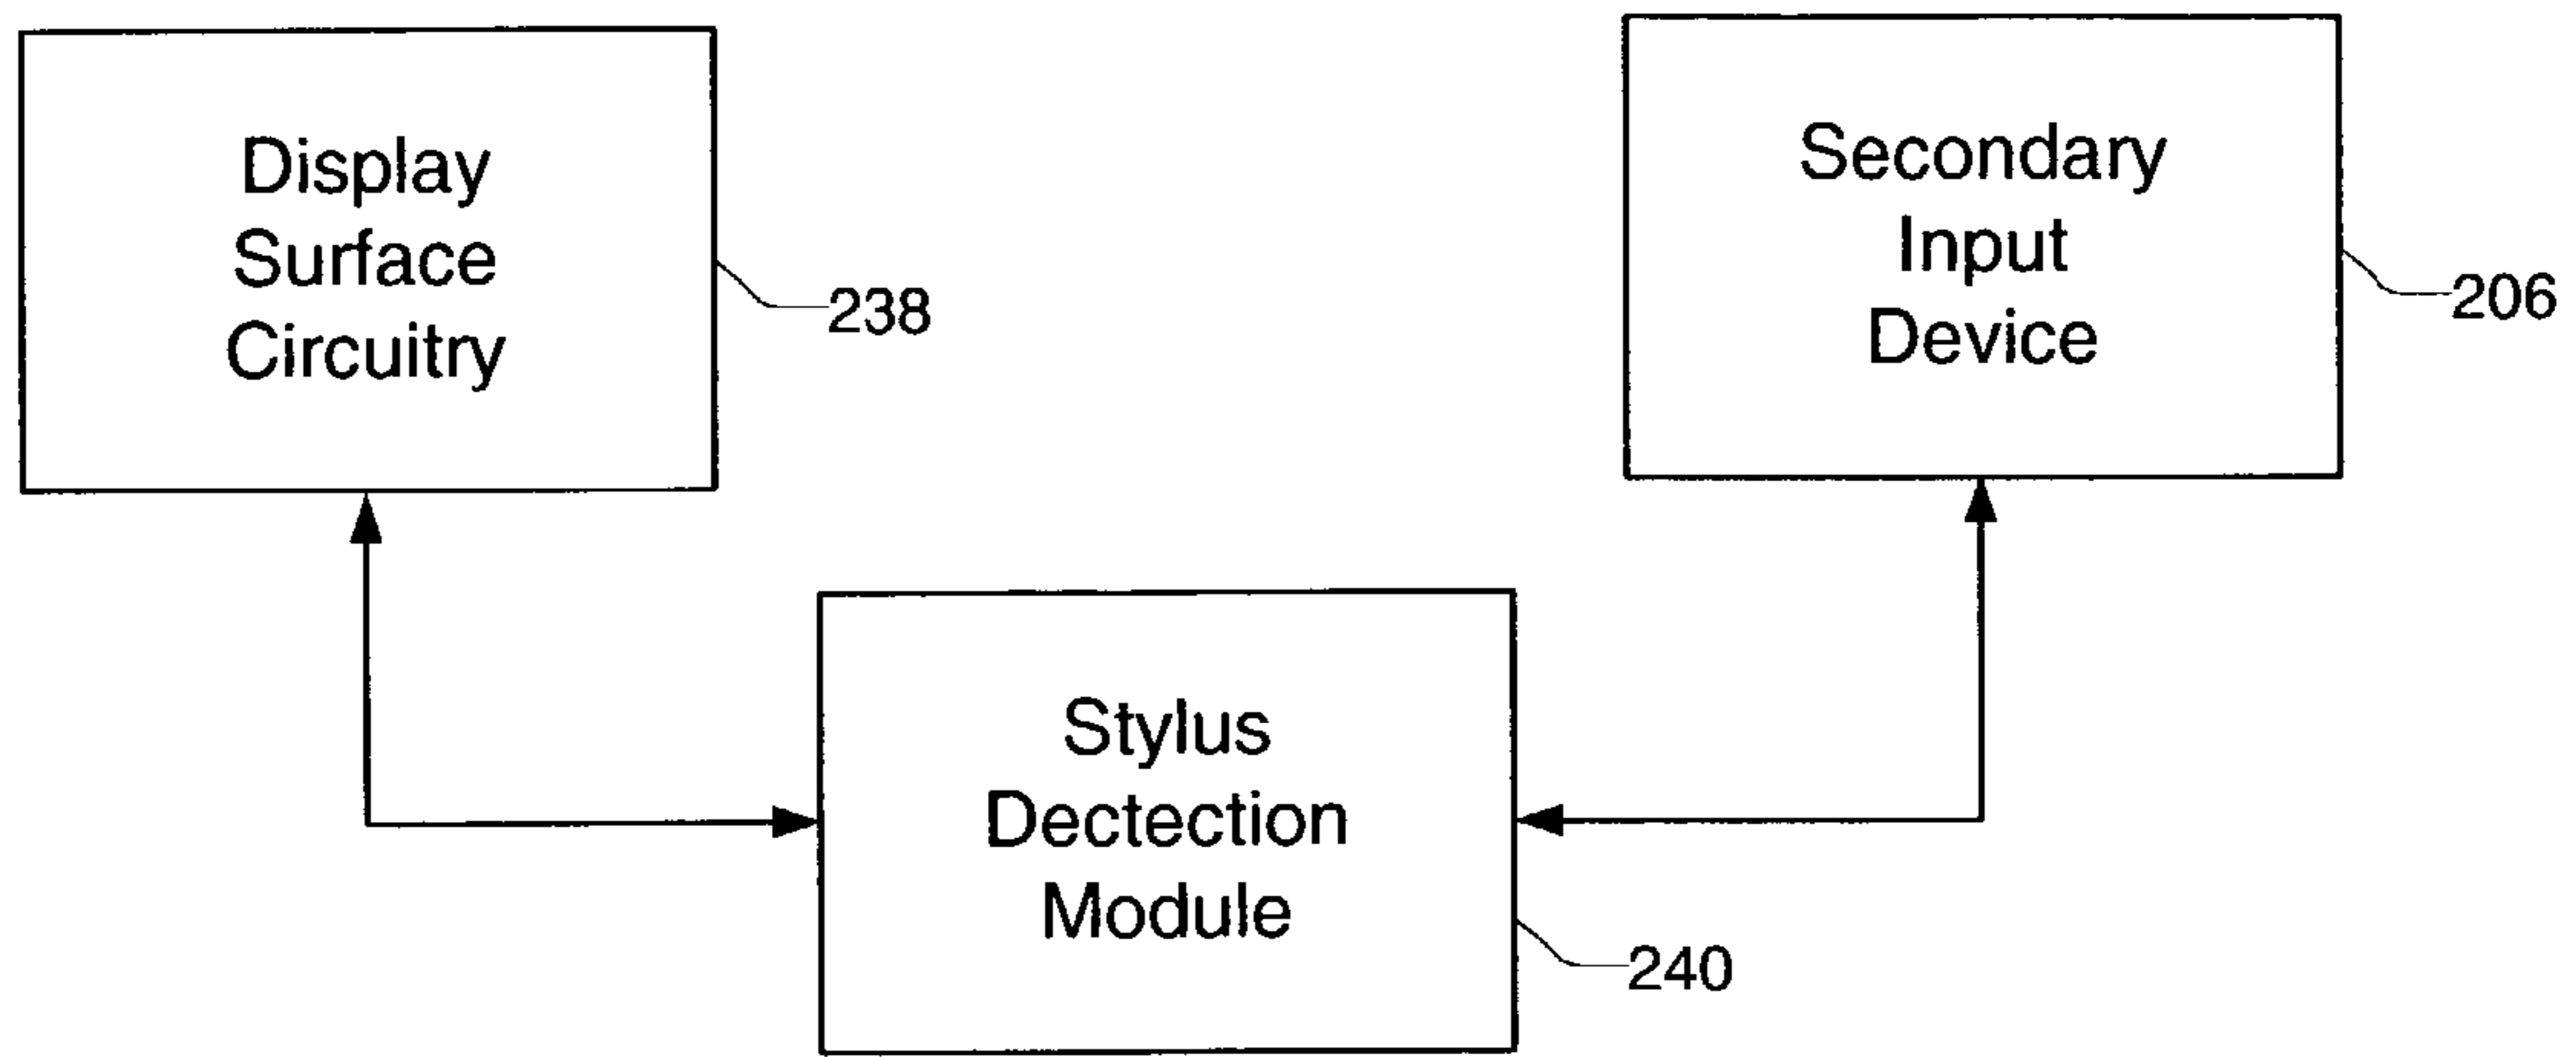 Display
Surface
Circuitry
238
Secondary
Input
Device
206
Stylus
Dectection
Module
240